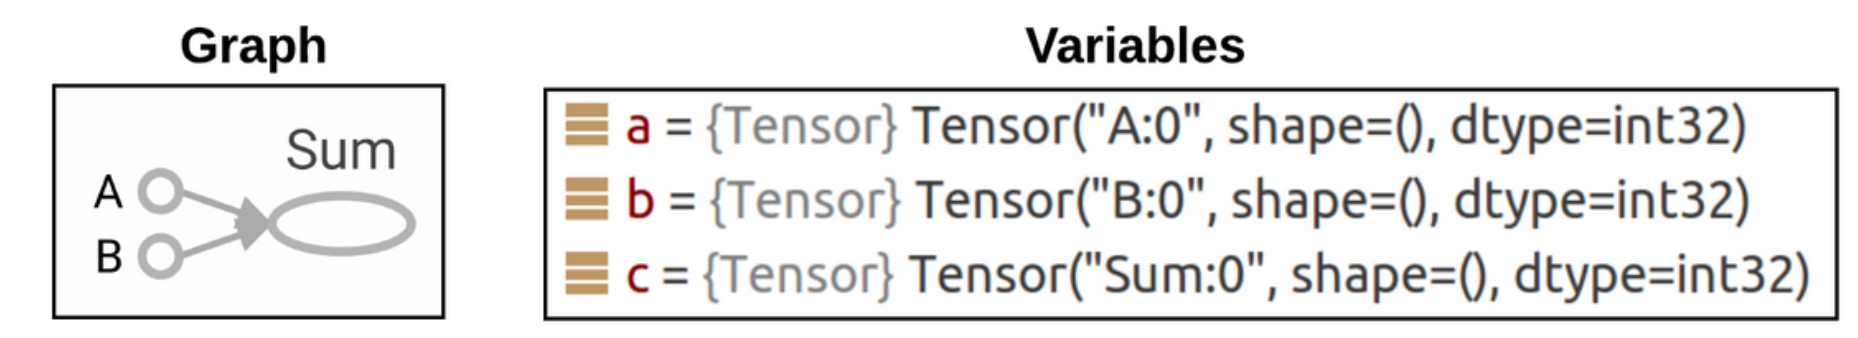 Graph
Sum
A
B
Variables
a = {Tensor} Tensor("A:0", shape=(), dtype=int32)
b = {Tensor} Tensor("B:0", shape=(), dtype=int32)
c = {Tensor} Tensor("Sum:0", shape=(), dtype=int32)